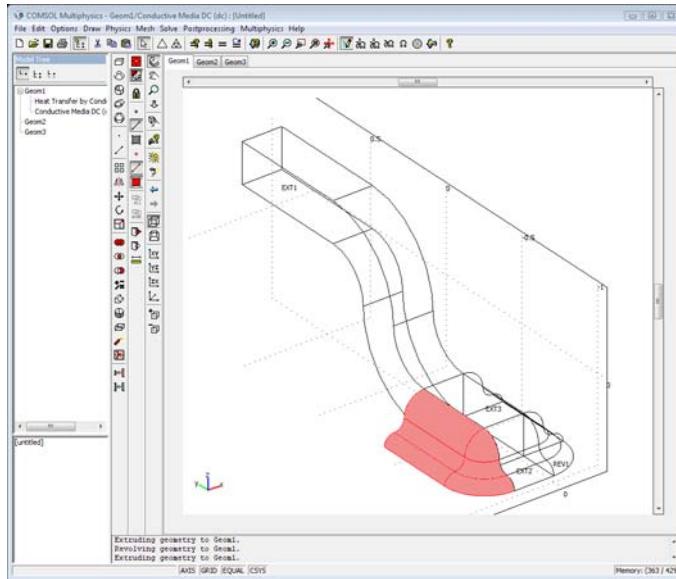 COMSOL Multiphysics - Geom1/Conductive Media DC (dc) : [Untitled]
File Edit Options Draw Physics Mesh Solve Postprocessing Multiphysics Help
Model Tree
Geom1 Geom2 Geom3
Geom1
Heat Transfer by Condu
Conductive Media DC (
Geom2
Geom3
0.5
0
-0.5
-1
0
0
EXT1
EXT3
EXT2
REV1
z
y
x
[untitled]
Extruding geometry to Geom1.
Revolving geometry to Geom1.
Extruding geometry to Geom1.
AXIS GRID EQUAL CSYS
Memory: (363 / 429